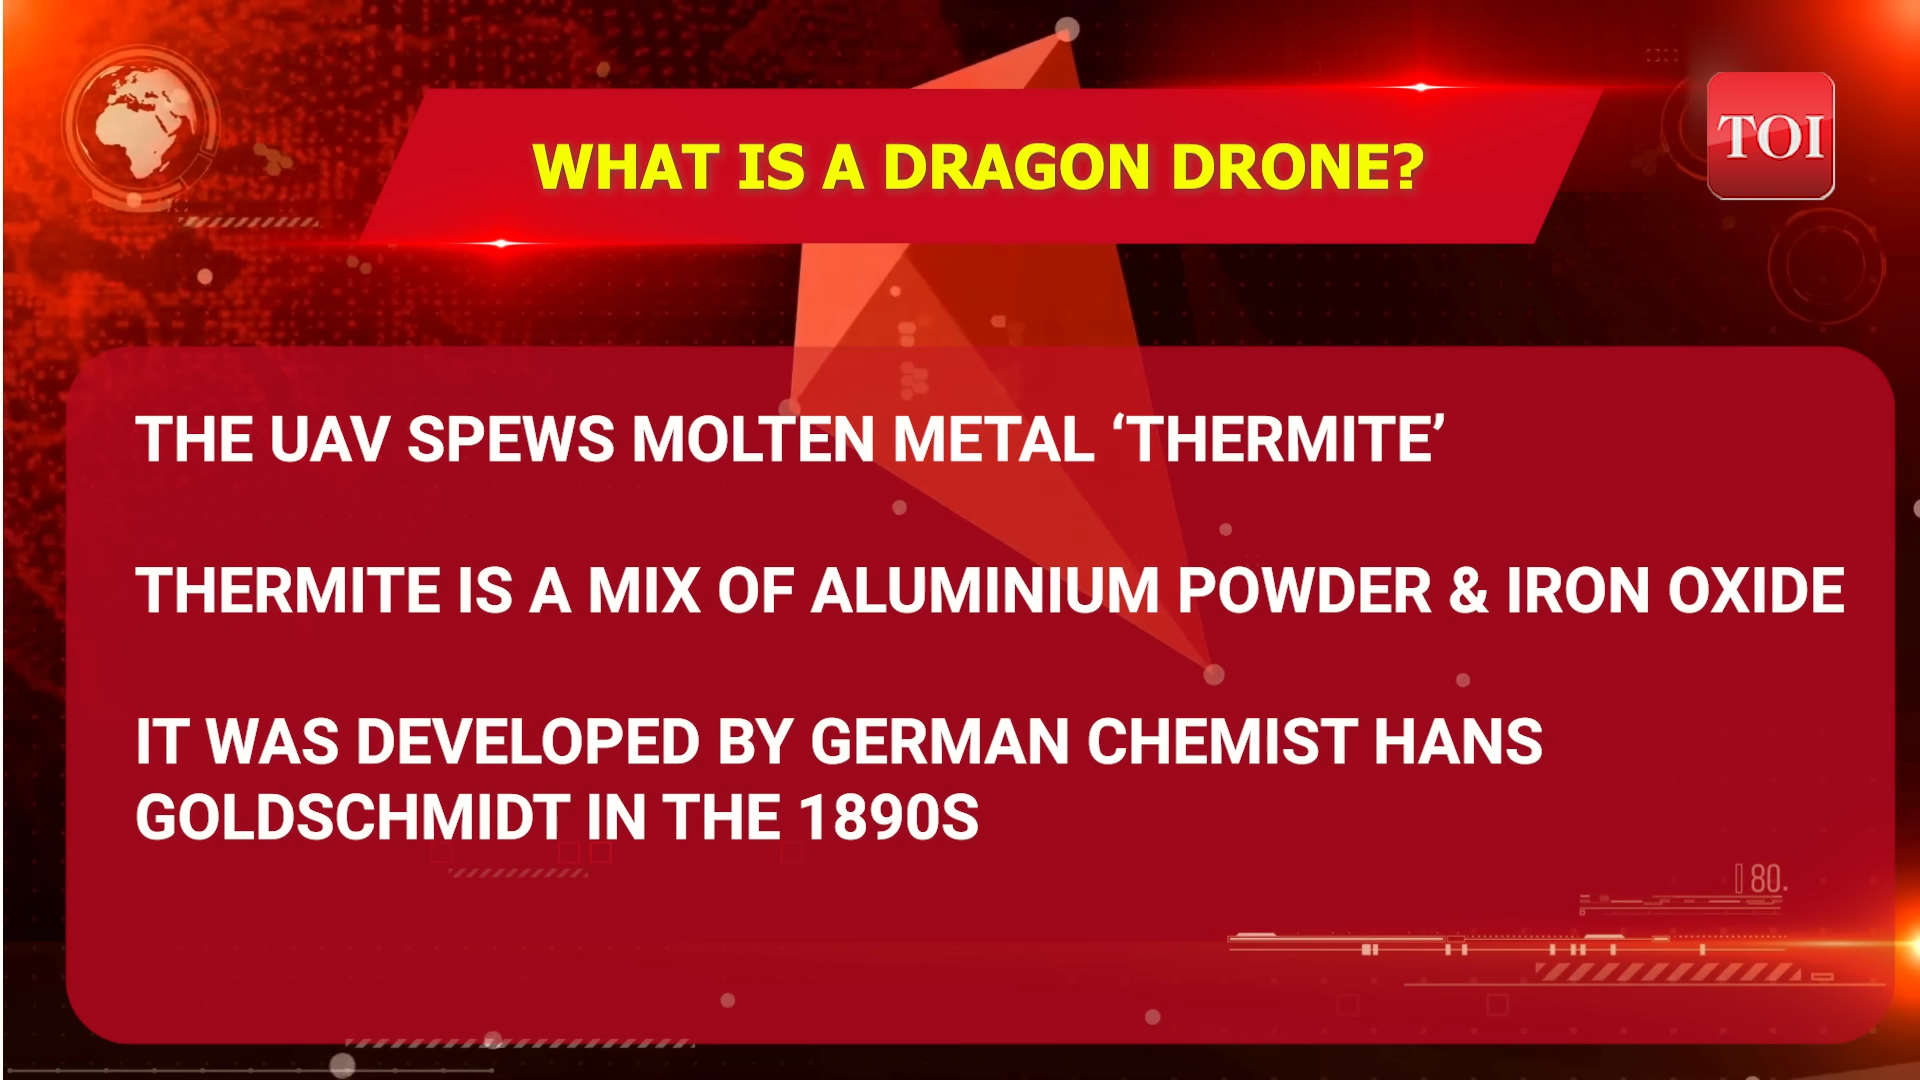 WHAT IS A DRAGON DRONE?
TOI
THE UAV SPEWS MOLTEN METAL ‘THERMITE’
THERMITE IS A MIX OF ALUMINIUM POWDER & IRON OXIDE
IT WAS DEVELOPED BY GERMAN CHEMIST HANS
GOLDSCHMIDT IN THE 1890S
80.